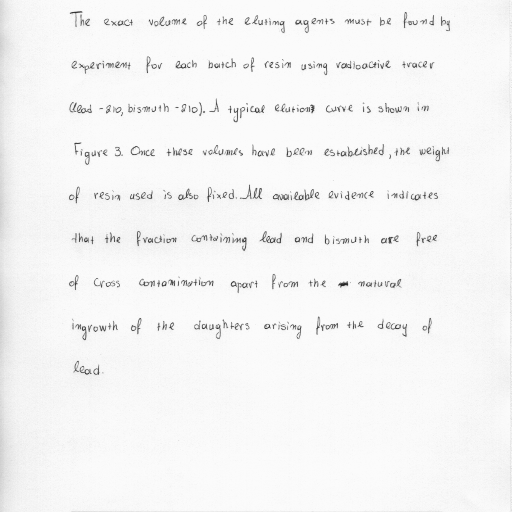 The exact volume of the eluting agents must be found by
experiment for each batch of resin using radioactive tracer
(lead -210, bismuth -210). A typical elution curve is shown in
Figure 3. Once these volumes have been established, the weight
of resin used is also fixed. All available evidence indicates
that the fraction containing lead and bismuth are free
of cross contamination apart from the natural
ingrowth of the daughters arising from the decay of
lead.